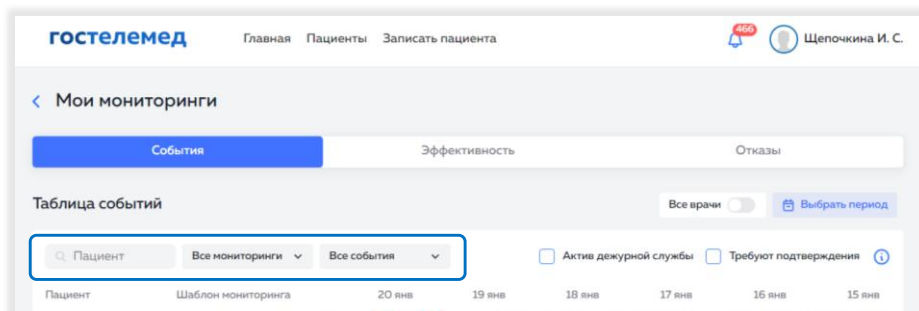 гостелемед Главная Пациенты Записать пациента 466 Щепочкина И. С.
Мои мониторинги
События Эффективность Отказы
Таблица событий Все врачи Выбрать период
Пациент Все мониторинги Все события Актив дежурной службы Требуют подтверждения
Пациент Шаблон мониторинга 20 янв 19 янв 18 янв 17 янв 16 янв 15 янв